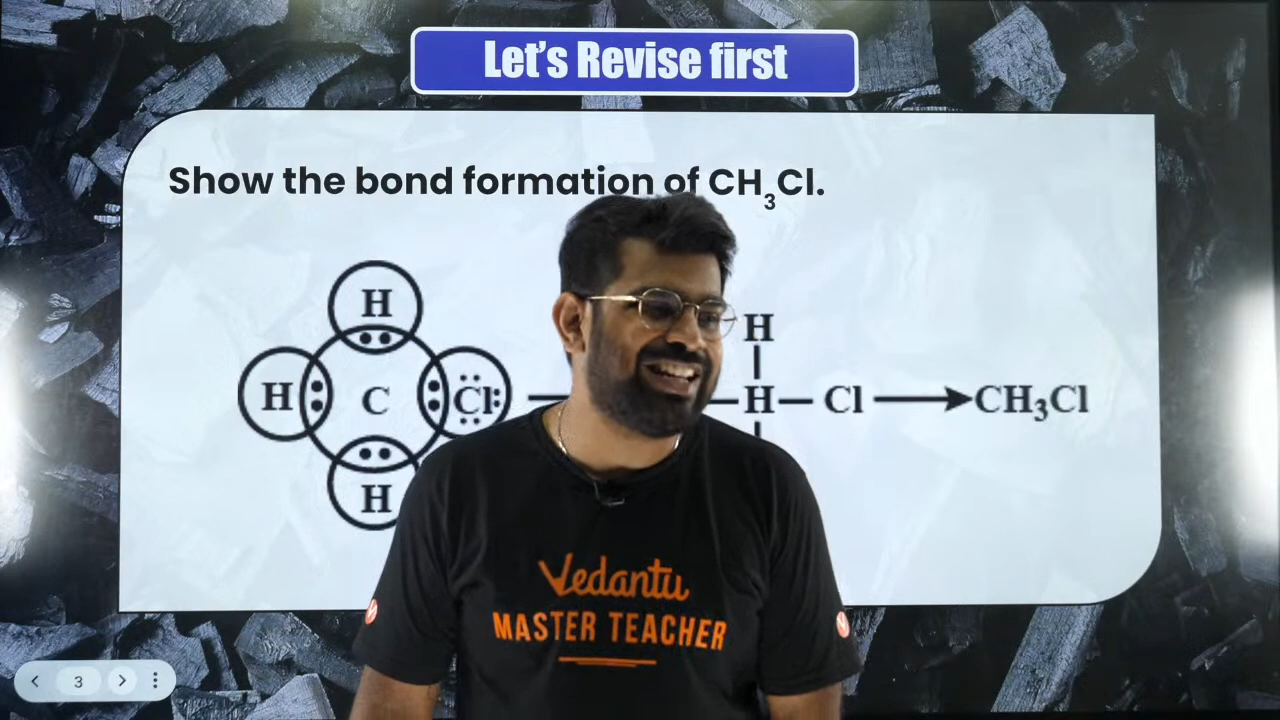 Let's Revise first
Show the bond formation of CH₃Cl.
H
H
H C Cl H Cl CH₃Cl
H
Vedantu
MASTER TEACHER
3